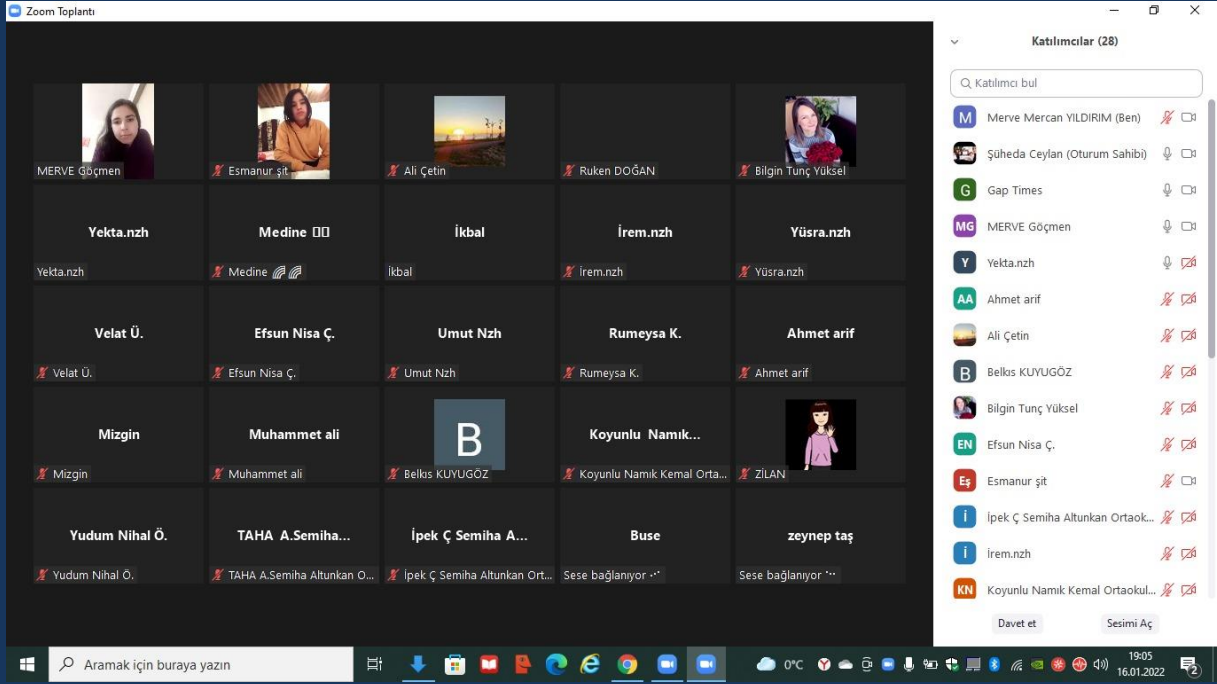 Zoom Toplantı
MERVE Göçmen
Esmanur şit
Ali Çetin
Ruken DOĞAN
Bilgin Tunç Yüksel
Yekta.nzh
Medine
İkbal
İrem.nzh
Yüsra.nzh
Yekta.nzh
Medine
İkbal
İrem.nzh
Yüsra.nzh
Velat Ü.
Efsun Nisa Ç.
Umut Nzh
Rumeysa K.
Ahmet arif
Velat Ü.
Efsun Nisa Ç.
Umut Nzh
Rumeysa K.
Ahmet arif
Mizgin
Muhammet ali
B
Koyunlu Namık...
Mizgin
Muhammet ali
Belkıs KUYUGÖZ
Koyunlu Namık Kemal Orta...
ZİLAN
Yudum Nihal Ö.
TAHA A.Semiha...
İpek Ç Semiha A...
Buse
zeynep taş
Yudum Nihal Ö.
TAHA A.Semiha Altunkan O...
İpek Ç Semiha Altunkan Ort...
Sese bağlanıyor
Sese bağlanıyor
Katılımcılar (28)
Katılımcı bul
M Merve Mercan YILDIRIM (Ben)
Şüheda Ceylan (Oturum Sahibi)
G Gap Times
MG MERVE Göçmen
Y Yekta.nzh
AA Ahmet arif
Ali Çetin
B Belkıs KUYUGÖZ
Bilgin Tunç Yüksel
EN Efsun Nisa Ç.
Eş Esmanur şit
İ İpek Ç Semiha Altunkan Ortaok...
İ İrem.nzh
KN Koyunlu Namık Kemal Ortaokul...
Davet et
Sesimi Aç
Aramak için buraya yazın
0°C
19:05
16.01.2022
2